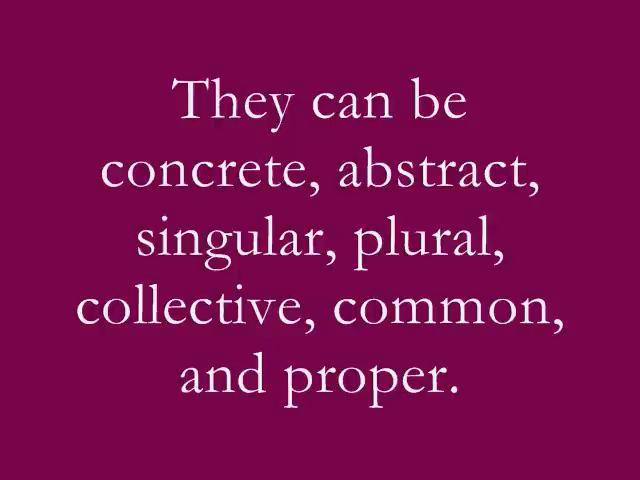 They can be
concrete, abstract,
singular, plural,
collective, common,
and proper.